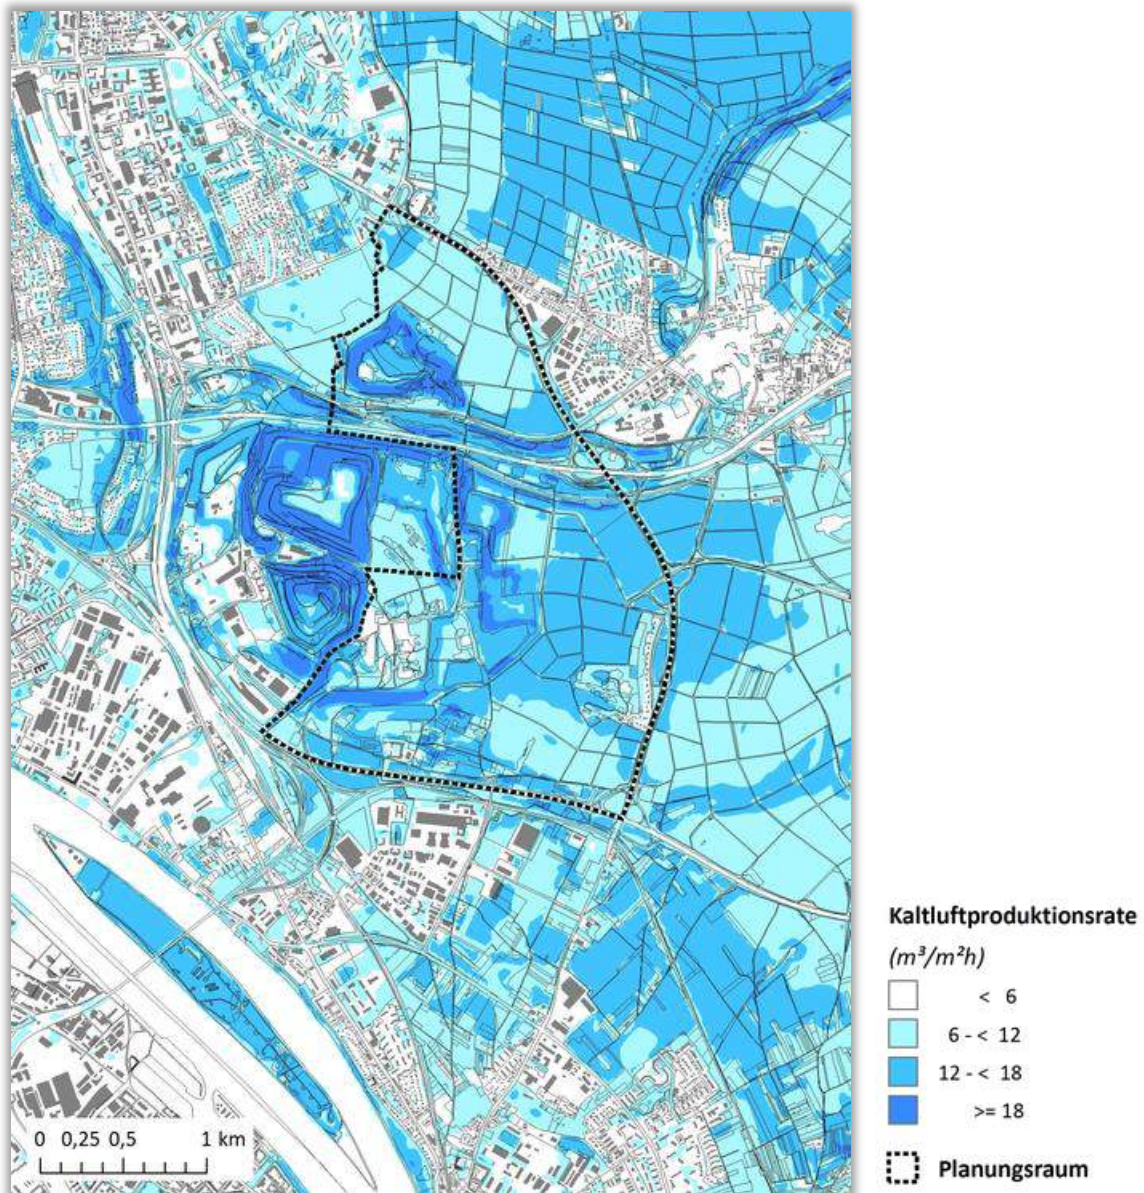 Kaltluftproduktionsrate
(m³/m²h)
< 6
6 - < 12
12 - < 18
>= 18
Planungsraum
0 0,25 0,5 1 km